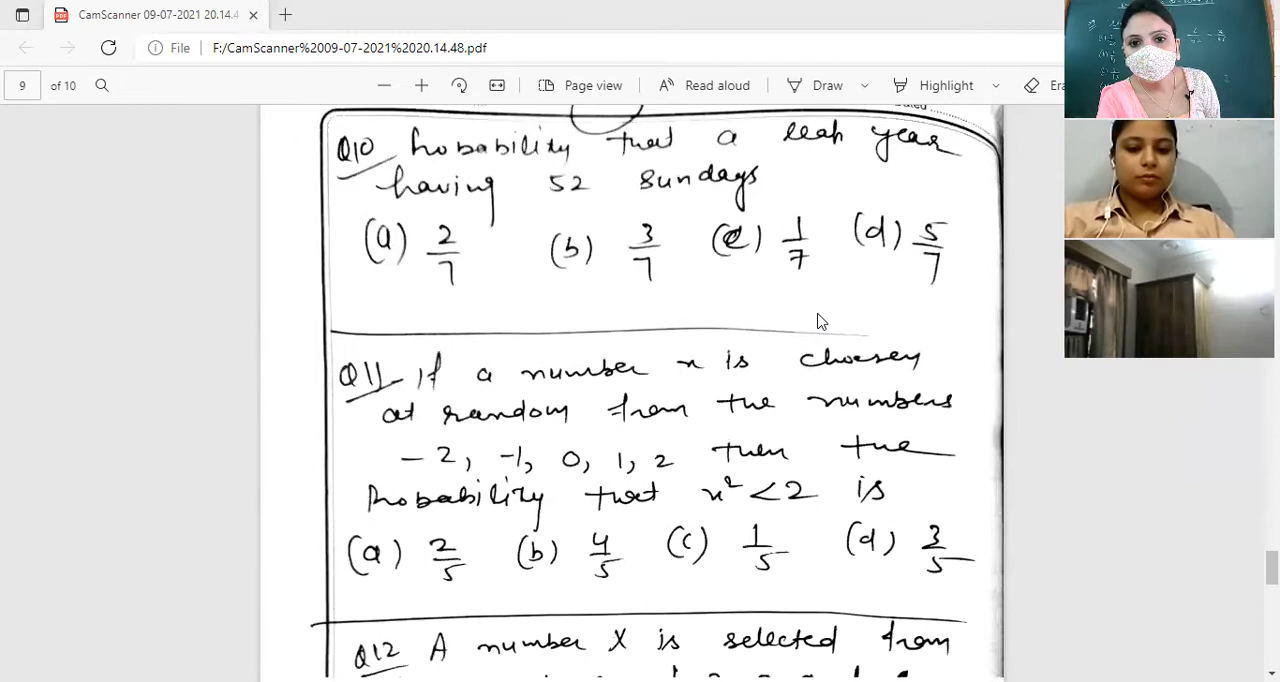 CamScanner 09-07-2021 20.14.4
File F:/CamScanner%2009-07-2021%2020.14.48.pdf
9 of 10 Page view Read aloud Draw Highlight Era
Q10 Probability that a leap year
having 52 sundays
(a) 2/7 (b) 3/7 (c) 1/7 (d) 5/7
Q11 If a number x is choosey
at random from the numbers
-2, -1, 0, 1, 2 then the
Probability that x² < 2 is
(a) 2/5 (b) 4/5 (c) 1/5 (d) 3/5
Q12 A number X is selected from